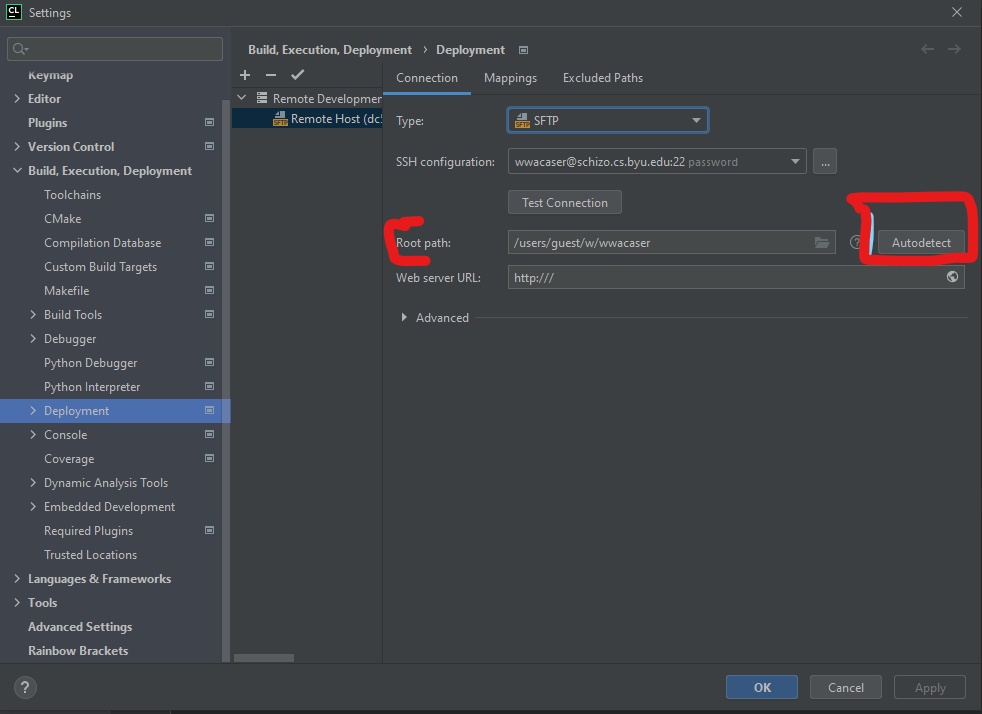 CL Settings
Build, Execution, Deployment › Deployment
Keymap
Editor
Plugins
Version Control
Build, Execution, Deployment
Toolchains
CMake
Compilation Database
Custom Build Targets
Makefile
Build Tools
Debugger
Python Debugger
Python Interpreter
Deployment
Console
Coverage
Dynamic Analysis Tools
Embedded Development
Required Plugins
Trusted Locations
Languages & Frameworks
Tools
Advanced Settings
Rainbow Brackets
Remote Developmen
SFTP Remote Host (dc5
Connection Mappings Excluded Paths
Type: SFTP SFTP
SSH configuration: wwacaser@schizo.cs.byu.edu:22 password ...
Test Connection
Root path: /users/guest/w/wwacaser ? Autodetect
Web server URL: http:///
Advanced
? OK Cancel Apply